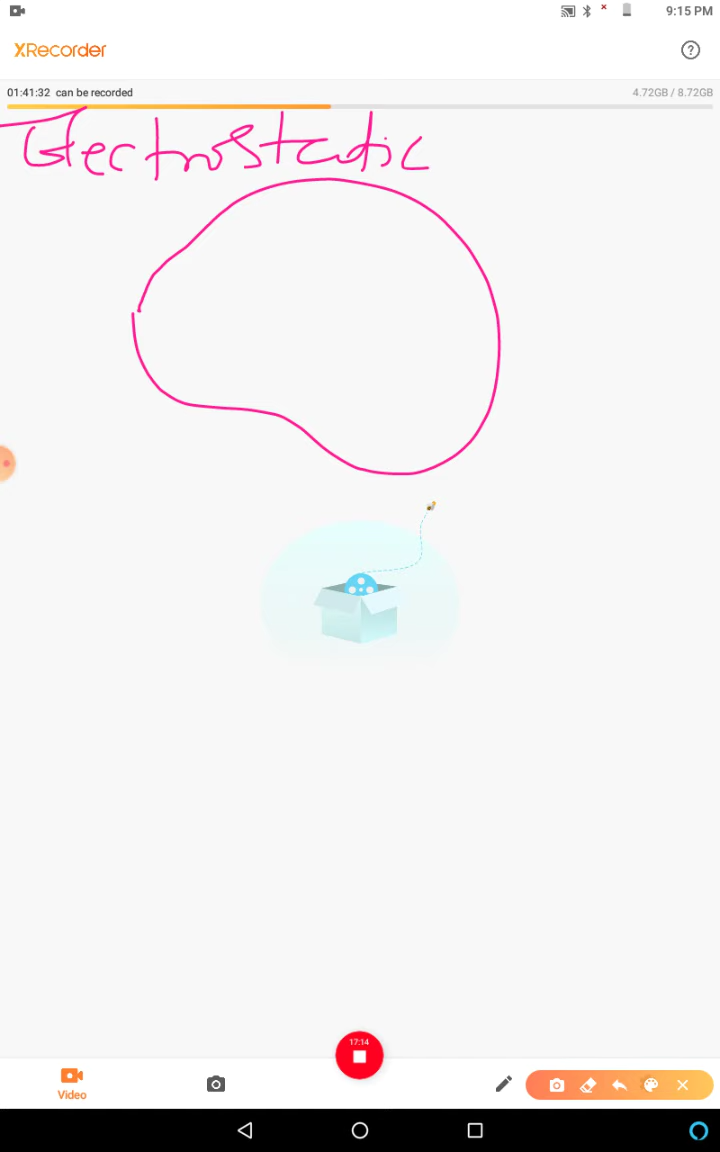 9:15 PM
XRecorder
01:41:32 can be recorded 4.72GB / 8.72GB
Electrostatic
17:14
Video